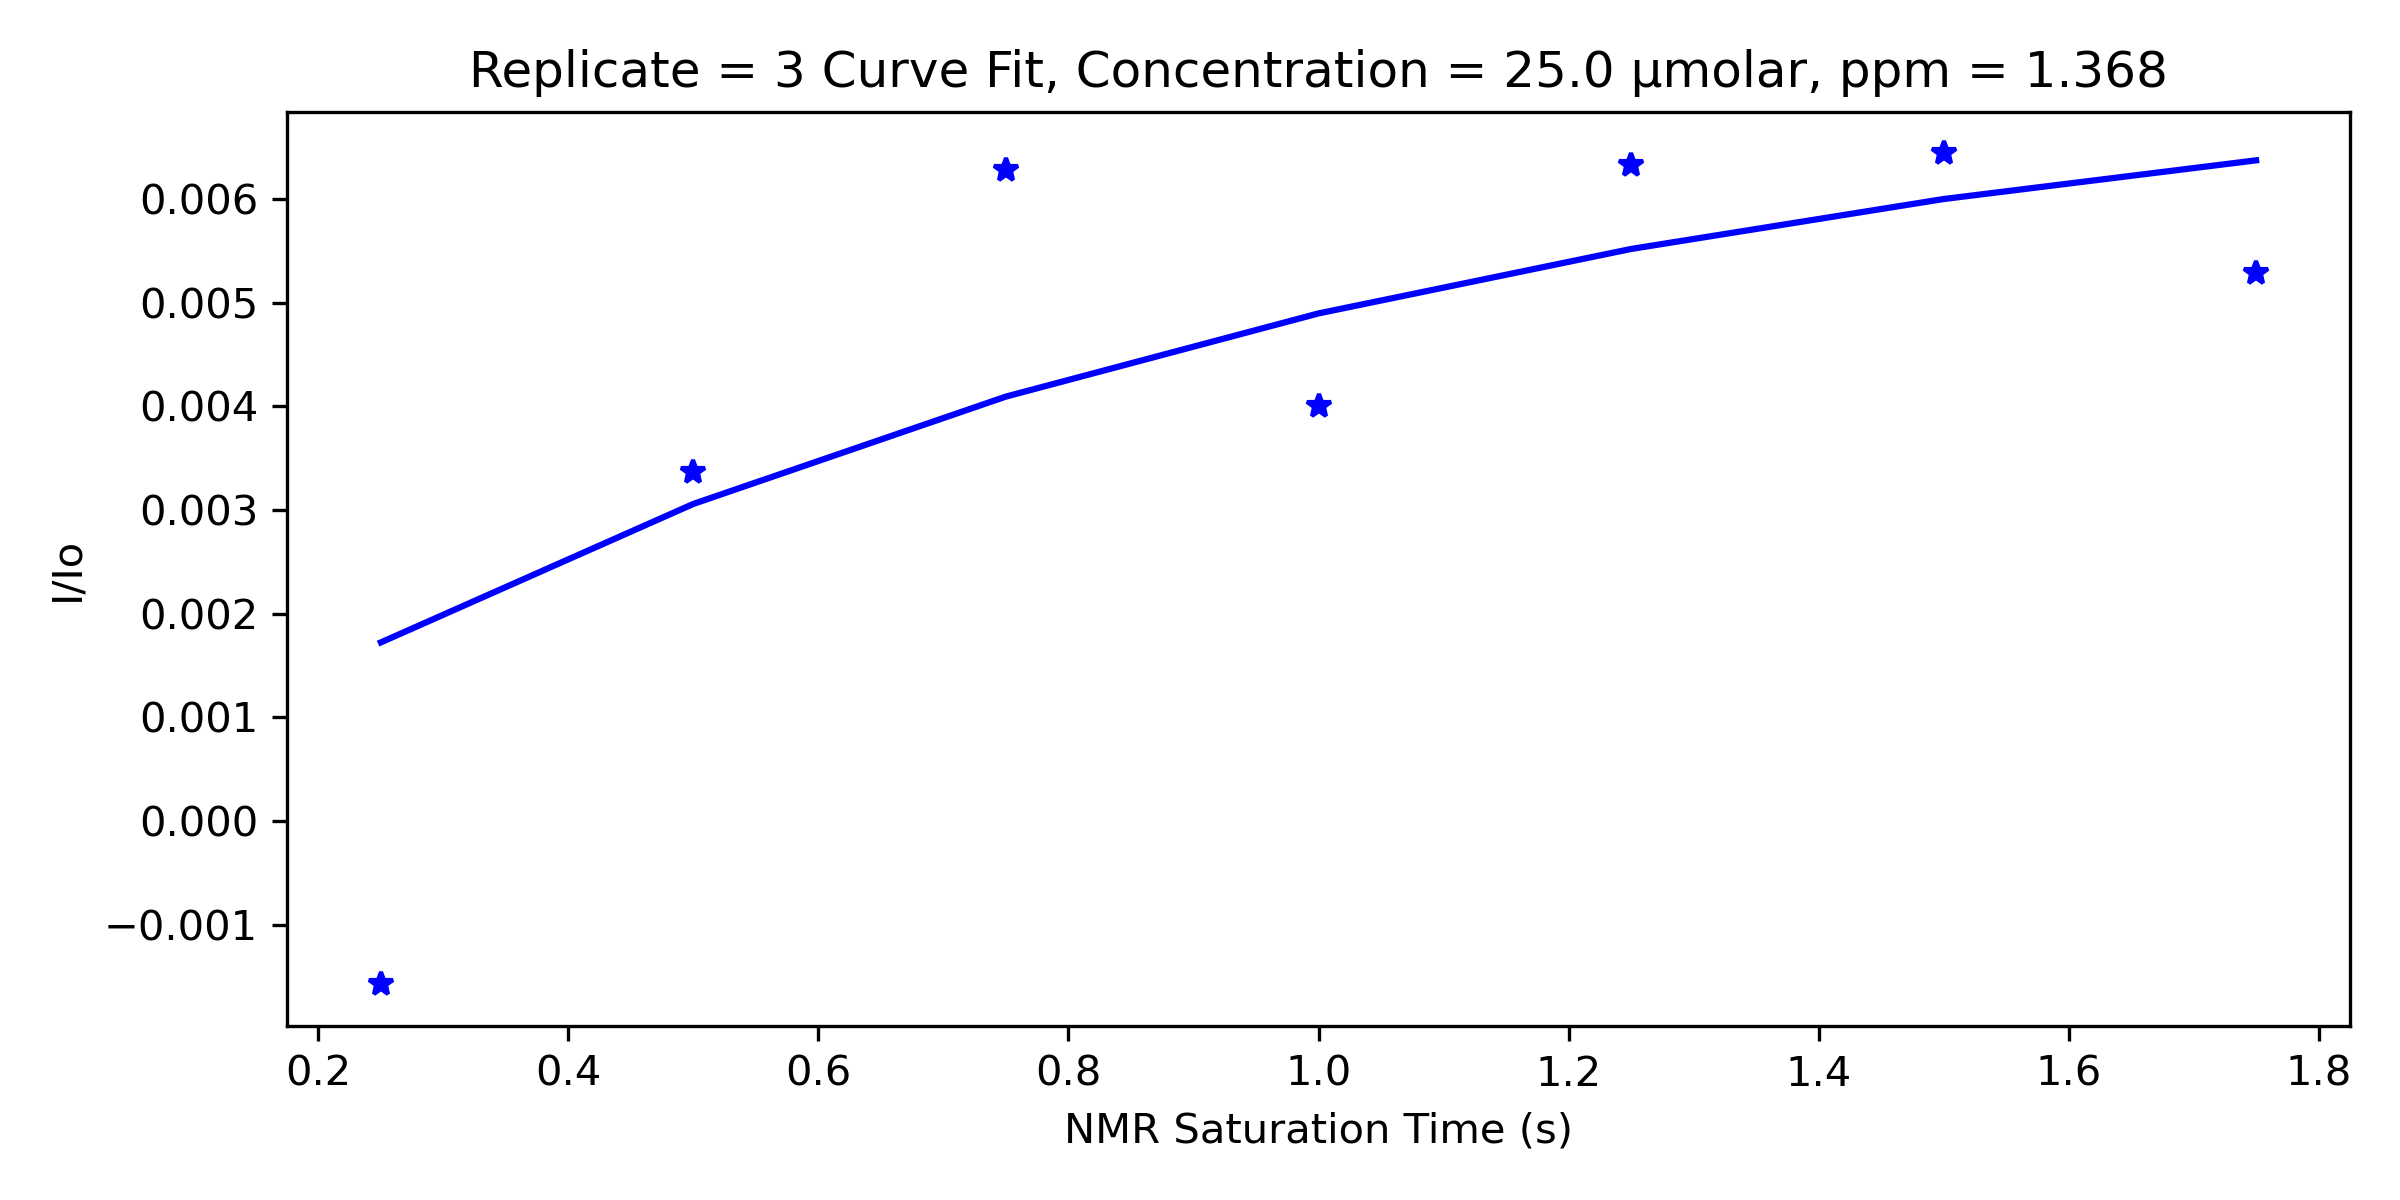 Replicate = 3 Curve Fit, Concentration = 25.0 µmolar, ppm = 1.368
0.006
0.005
0.004
0.003
0.002
0.001
0.000
−0.001
I/Io
0.2 0.4 0.6 0.8 1.0 1.2 1.4 1.6 1.8
NMR Saturation Time (s)